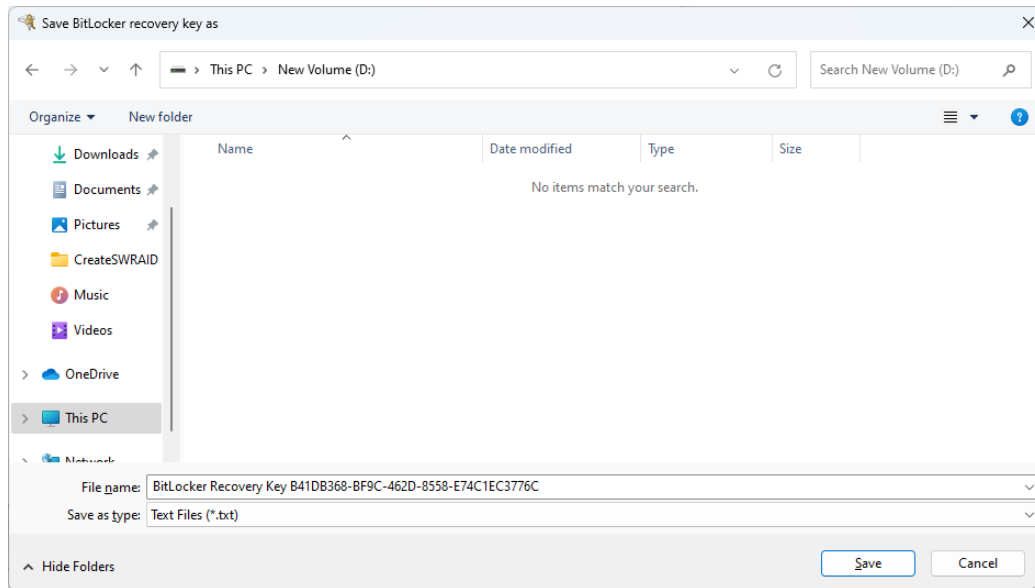 Save BitLocker recovery key as
This PC > New Volume (D:)
Search New Volume (D:)
Organize
New folder
Name
Date modified
Type
Size
No items match your search.
Downloads
Documents
Pictures
CreateSWRAID
Music
Videos
OneDrive
This PC
Network
File name: BitLocker Recovery Key B41DB368-BF9C-462D-8558-E74C1EC3776C
Save as type: Text Files (*.txt)
Hide Folders
Save
Cancel